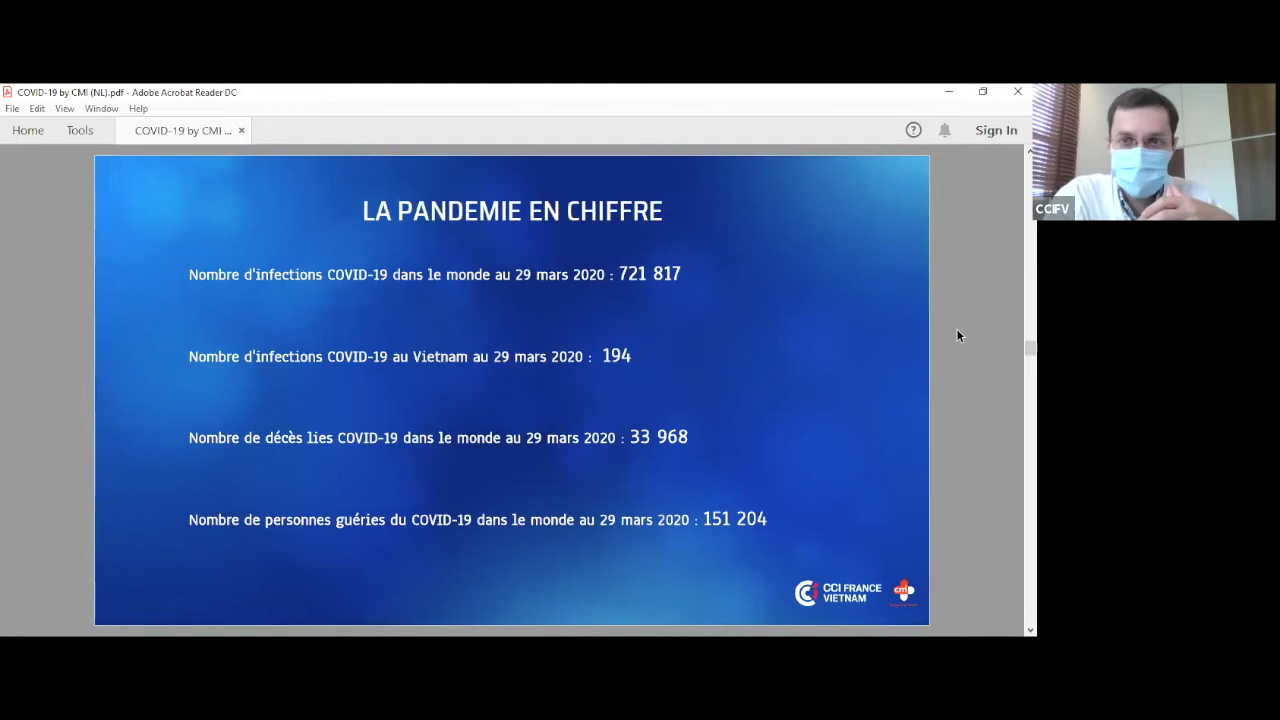 COVID-19 by CMI (NL).pdf - Adobe Acrobat Reader DC
File Edit View Window Help
Home Tools COVID-19 by CMI ... Sign In
CCIFV
LA PANDEMIE EN CHIFFRE
Nombre d'infections COVID-19 dans le monde au 29 mars 2020 : 721 817
Nombre d'infections COVID-19 au Vietnam au 29 mars 2020 : 194
Nombre de décès lies COVID-19 dans le monde au 29 mars 2020 : 33 968
Nombre de personnes guéries du COVID-19 dans le monde au 29 mars 2020 : 151 204
CCI FRANCE
VIETNAM
cmi